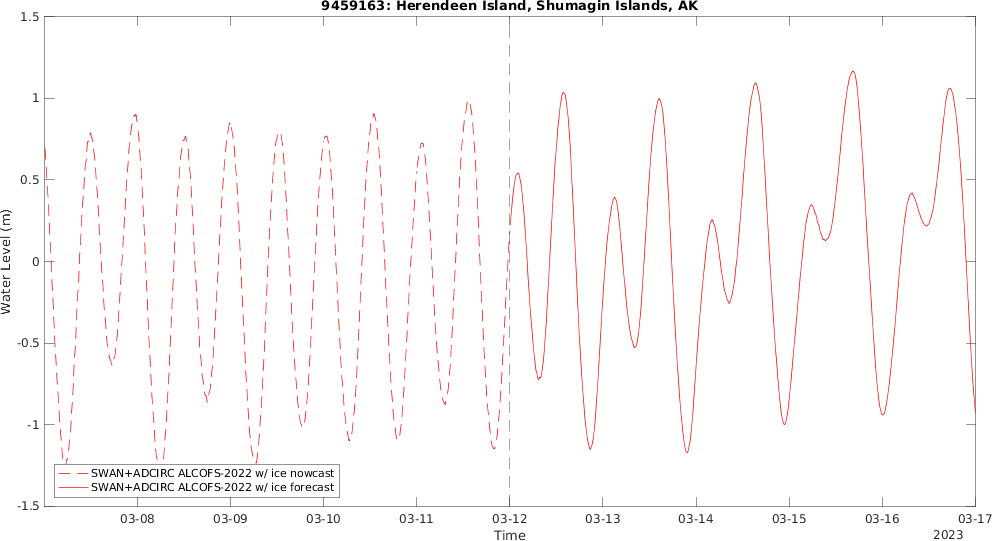 9459163: Herendeen Island, Shumagin Islands, AK
1.5
1
0.5
0
-0.5
-1
-1.5
Water Level (m)
SWAN+ADCIRC ALCOFS-2022 w/ ice nowcast
SWAN+ADCIRC ALCOFS-2022 w/ ice forecast
03-08 03-09 03-10 03-11 03-12 03-13 03-14 03-15 03-16 03-17
Time
2023